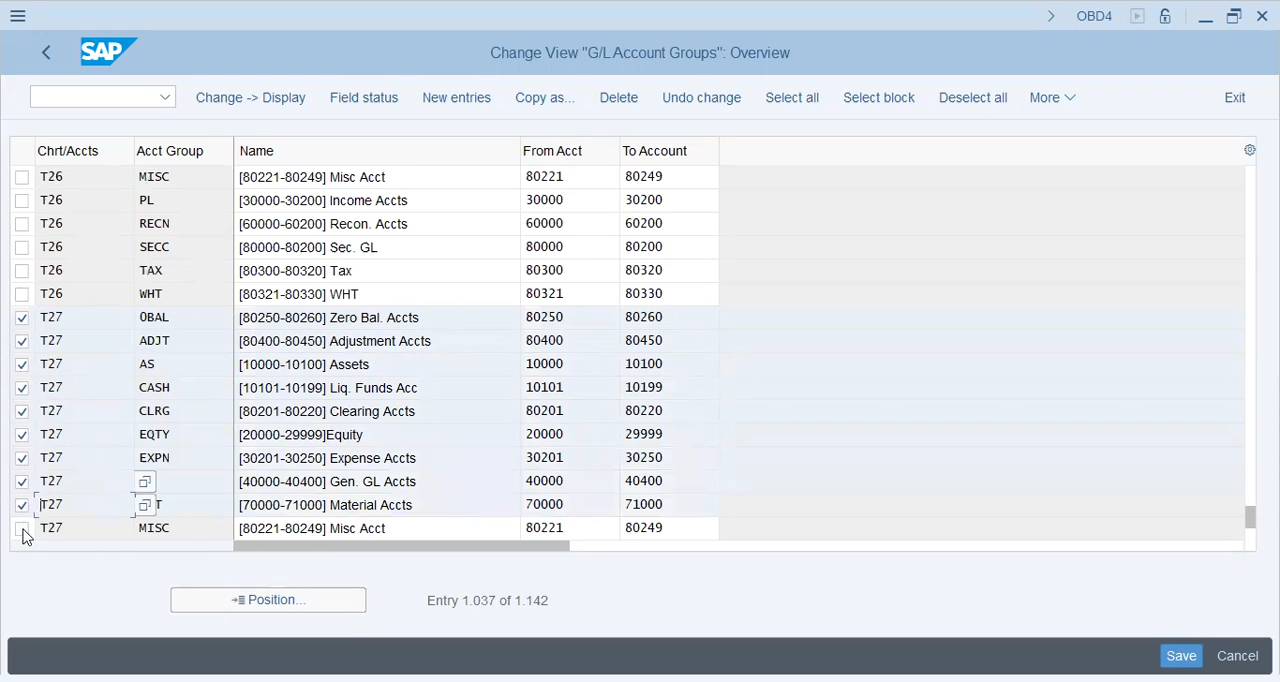 OBD4
SAP Change View "G/L Account Groups": Overview
Change -> Display Field status New entries Copy as... Delete Undo change Select all Select block Deselect all More Exit
Chrt/Accts Acct Group Name From Acct To Account
T26 MISC [80221-80249] Misc Acct 80221 80249
T26 PL [30000-30200] Income Accts 30000 30200
T26 RECN [60000-60200] Recon. Accts 60000 60200
T26 SECC [80000-80200] Sec. GL 80000 80200
T26 TAX [80300-80320] Tax 80300 80320
T26 WHT [80321-80330] WHT 80321 80330
T27 0BAL [80250-80260] Zero Bal. Accts 80250 80260
T27 ADJT [80400-80450] Adjustment Accts 80400 80450
T27 AS [10000-10100] Assets 10000 10100
T27 CASH [10101-10199] Liq. Funds Acc 10101 10199
T27 CLRG [80201-80220] Clearing Accts 80201 80220
T27 EQTY [20000-29999]Equity 20000 29999
T27 EXPN [30201-30250] Expense Accts 30201 30250
T27 [40000-40400] Gen. GL Accts 40000 40400
T27 T [70000-71000] Material Accts 70000 71000
T27 MISC [80221-80249] Misc Acct 80221 80249
Position... Entry 1.037 of 1.142
Save Cancel